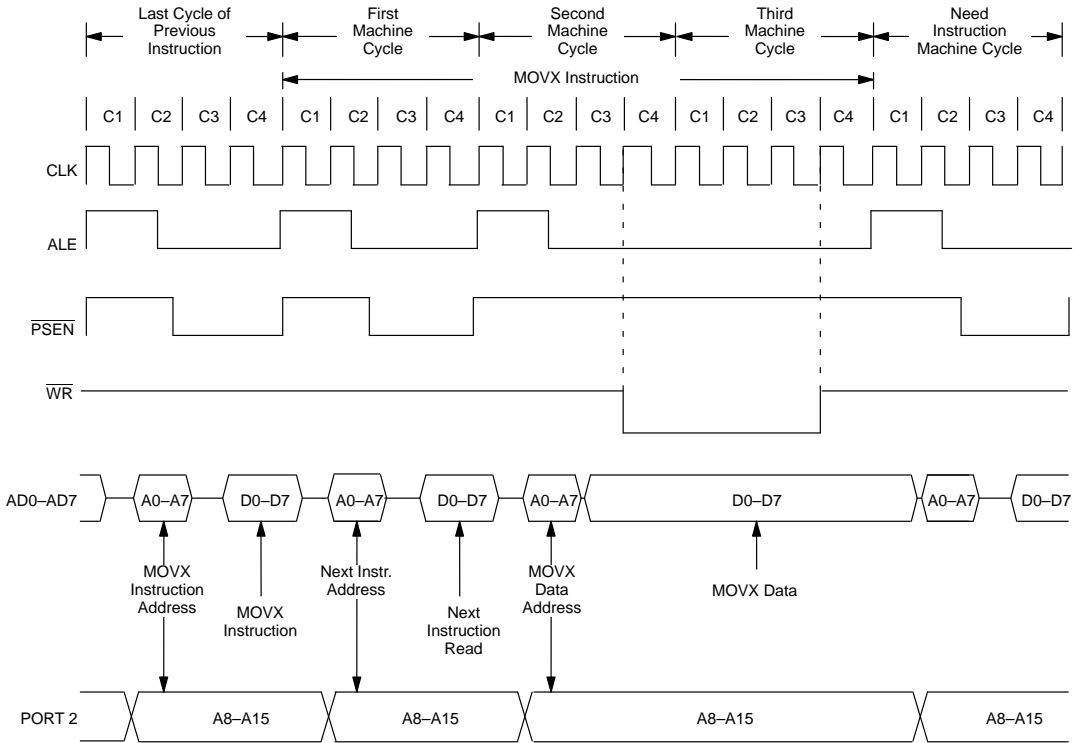 Last Cycle of
Previous
Instruction
First
Machine
Cycle
Second
Machine
Cycle
Third
Machine
Cycle
Need
Instruction
Machine Cycle
MOVX Instruction
C1 C2 C3 C4 C1 C2 C3 C4 C1 C2 C3 C4 C1 C2 C3 C4 C1 C2 C3 C4
CLK
ALE
PSEN
WR
AD0–AD7 A0–A7 D0–D7 A0–A7 D0–D7 A0–A7 D0–D7 A0–A7 D0–D7
MOVX
Instruction
Address
MOVX
Instruction
Next Instr.
Address
Next
Instruction
Read
MOVX
Data
Address
MOVX Data
PORT 2 A8–A15 A8–A15 A8–A15 A8–A15